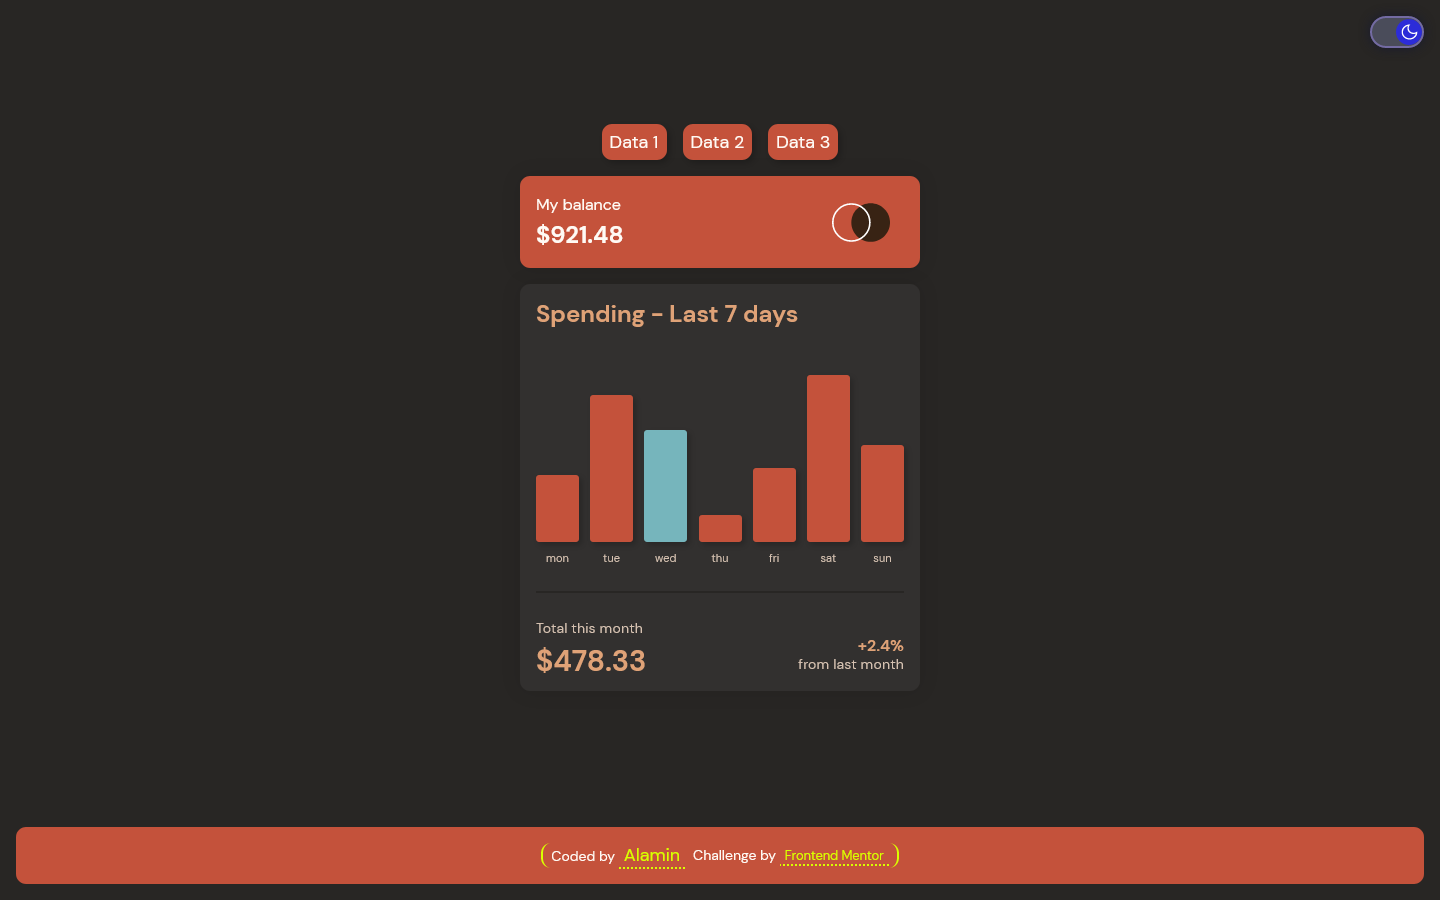 Data 1 Data 2 Data 3
My balance
$921.48
Spending - Last 7 days
mon tue wed thu fri sat sun
Total this month
$478.33
+2.4%
from last month
(Coded by Alamin Challenge by Frontend Mentor)